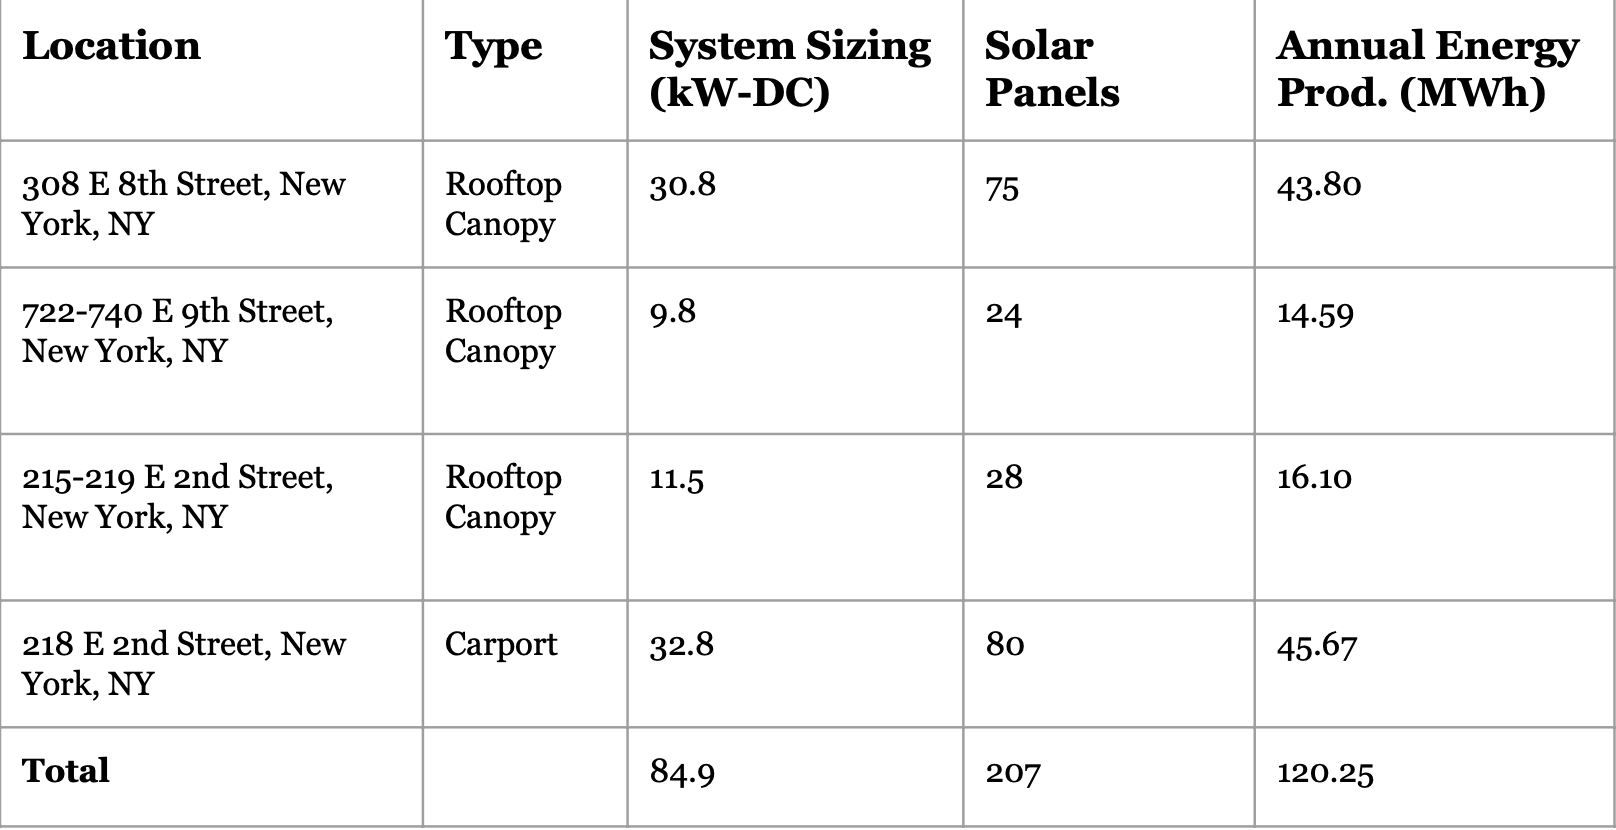 Location
Type
System Sizing
(kW-DC)
Solar
Panels
Annual Energy
Prod. (MWh)
308 E 8th Street, New
York, NY
Rooftop
Canopy
30.8
75
43.80
722-740 E 9th Street,
New York, NY
Rooftop
Canopy
9.8
24
14.59
215-219 E 2nd Street,
New York, NY
Rooftop
Canopy
11.5
28
16.10
218 E 2nd Street, New
York, NY
Carport
32.8
80
45.67
Total
84.9
207
120.25